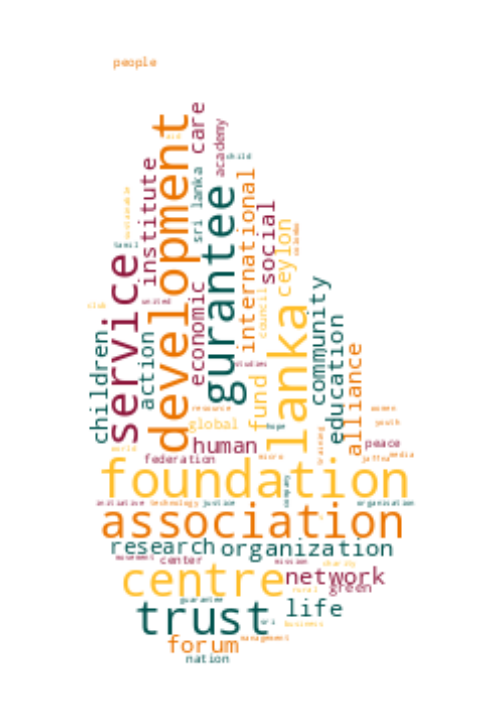 people
development
care
academy
child
institute
sri lanka
gurantee
international
social
sustainable
tamil
service
ceylon
colombo
united
economic
council
community
club
children
action
lanka
education
studies
fund
alliance
resource
women
global
hope
youth
human
training
peace
world
federation
micro
jaffna
media
foundation
company
initiative
technology
justice
organisation
association
research
organization
movement
center
mission
charity
centre
network
rural
green
guarantee
trust
life
sri
business
forum
management
nation